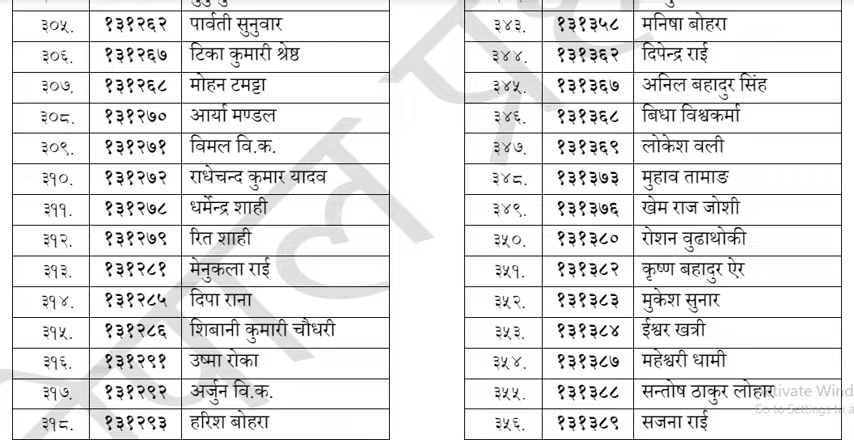 ३०५. १३१२६२ पार्वती सुनुवार
३०६. १३१२६७ टिका कुमारी श्रेष्ठ
३०७. १३१२६८ मोहन टमट्टा
३०८. १३१२७० आर्या मण्डल
३०९. १३१२७१ विमल वि.क.
३१०. १३१२७२ राधेचन्द कुमार यादव
३११. १३१२७८ धर्मेन्द्र शाही
३१२. १३१२७९ रित शाही
३१३. १३१२८१ मेनुकला राई
३१४. १३१२८५ दिपा राना
३१५. १३१२८६ शिबानी कुमारी चौधरी
३१६. १३१२९१ उष्मा रोका
३१७. १३१२९२ अर्जुन वि.क.
३१८. १३१२९३ हरिश बोहरा
३४३. १३१३५८ मनिषा बोहरा
३४४. १३१३६२ दिपेन्द्र राई
३४५. १३१३६७ अनिल बहादुर सिंह
३४६. १३१३६८ बिधा विश्वकर्मा
३४७. १३१३६९ लोकेश वली
३४८. १३१३७३ मुहाव तामाङ
३४९. १३१३७६ खेम राज जोशी
३५०. १३१३८० रोशन वुढाथोकी
३५१. १३१३८२ कृष्ण बहादुर ऐर
३५२. १३१३८३ मुकेश सुनार
३५३. १३१३८४ ईश्वर खत्री
३५४. १३१३८७ महेश्वरी धामी
३५५. १३१३८८ सन्तोष ठाकुर लोहार
३५६. १३१३८९ सजना राई
नेपाल प्र
Go to Settings to a